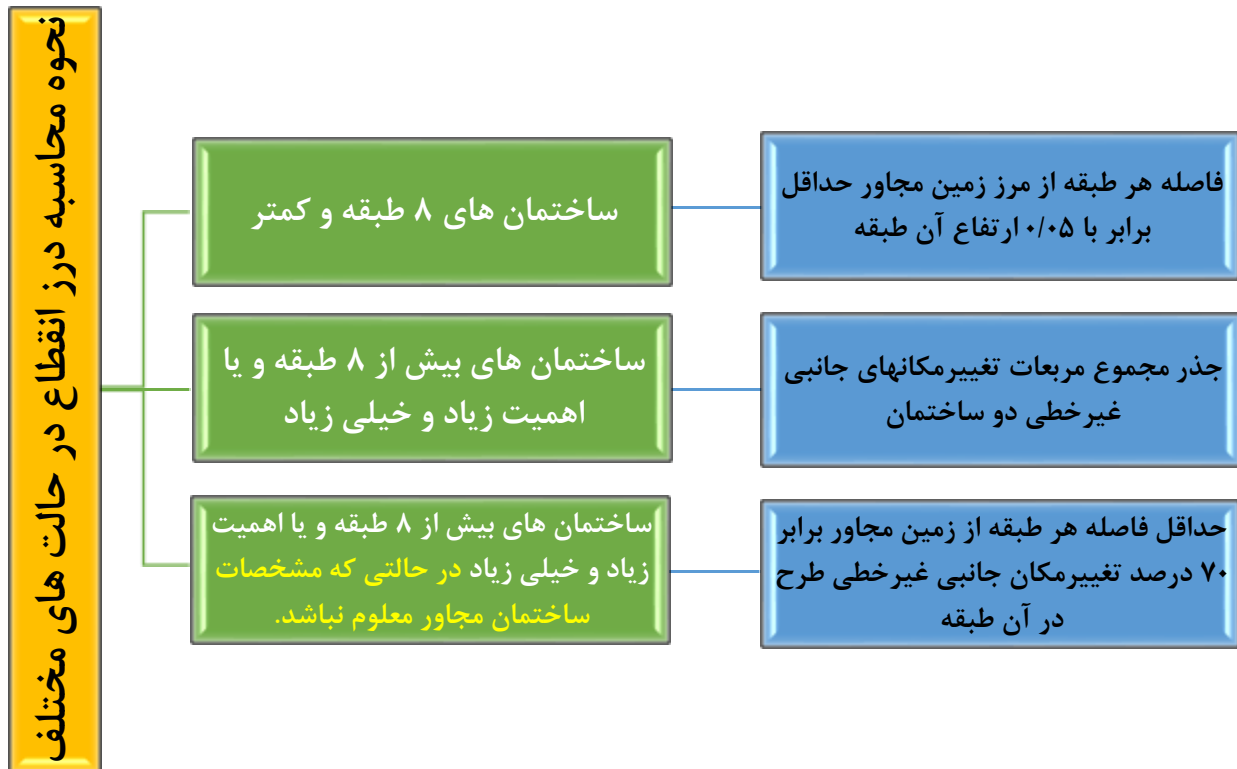 نحوه محاسبه درز انقطاع در حالت های مختلف
ساختمان های ۸ طبقه و کمتر
فاصله هر طبقه از مرز زمین مجاور حداقل
برابر با ۰/۰۵ ارتفاع آن طبقه
ساختمان های بیش از ۸ طبقه و یا
اهمیت زیاد و خیلی زیاد
جذر مجموع مربعات تغییرمکانهای جانبی
غیرخطی دو ساختمان
ساختمان های بیش از ۸ طبقه و یا اهمیت
زیاد و خیلی زیاد در حالتی که مشخصات
ساختمان مجاور معلوم نباشد.
حداقل فاصله هر طبقه از زمین مجاور برابر
۷۰ درصد تغییرمکان جانبی غیرخطی طرح
در آن طبقه